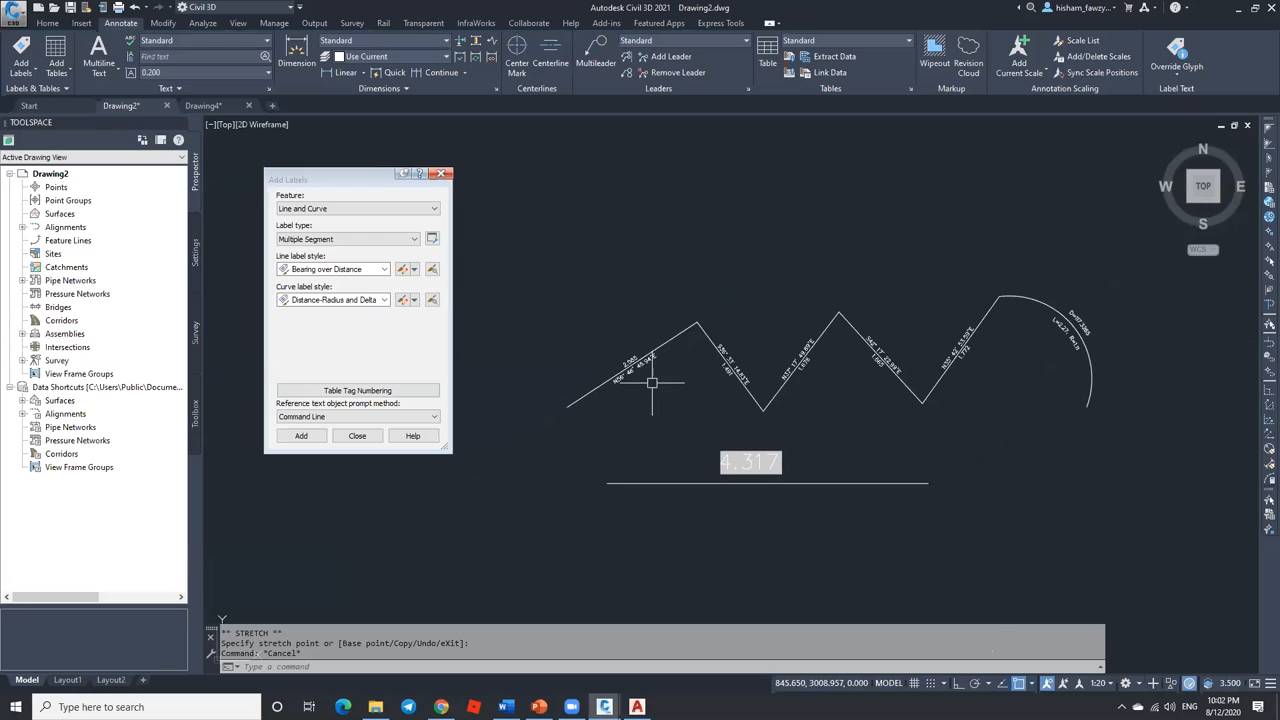 Civil 3D
Autodesk Civil 3D 2021
Drawing2.dwg
hisham_fawzy...
C3D
Home
Insert
Annotate
Modify
Analyze
View
Manage
Output
Survey
Rail
Transparent
InfraWorks
Collaborate
Help
Add-ins
Featured Apps
Express Tools
Add Labels
Add Tables
Labels & Tables
Multiline Text
Standard
Find text
0.200
Text
Dimension
Standard
Use Current
Linear
Quick
Continue
Dimensions
Center Mark
Centerline
Centerlines
Multileader
Standard
Add Leader
Remove Leader
Leaders
Table
Standard
Extract Data
Link Data
Tables
Wipeout
Revision Cloud
Markup
Add Current Scale
Scale List
Add/Delete Scales
Sync Scale Positions
Annotation Scaling
Override Glyph
Label Text
Start
Drawing2*
Drawing4*
TOOLSPACE
Active Drawing View
Drawing2
Points
Point Groups
Surfaces
Alignments
Feature Lines
Sites
Catchments
Pipe Networks
Pressure Networks
Bridges
Corridors
Assemblies
Intersections
Survey
View Frame Groups
Data Shortcuts [C:\Users\Public\Docum...
Surfaces
Alignments
Pipe Networks
Pressure Networks
Corridors
View Frame Groups
Prospector
Settings
Survey
Toolbox
[−][Top][2D Wireframe]
Add Labels
Feature:
Line and Curve
Label type:
Multiple Segment
Line label style:
Bearing over Distance
Curve label style:
Distance-Radius and Delta
Table Tag Numbering
Reference text object prompt method:
Command Line
Add
Close
Help
4.317
N
W
TOP
E
S
WCS
Y
** STRETCH **
Specify stretch point or [Base point/Copy/Undo/eXit]:
Command: *Cancel*
Type a command
Model
Layout1
Layout2
845.650, 3008.957, 0.000
MODEL
1:20
3.500
Type here to search
10:02 PM
8/12/2020